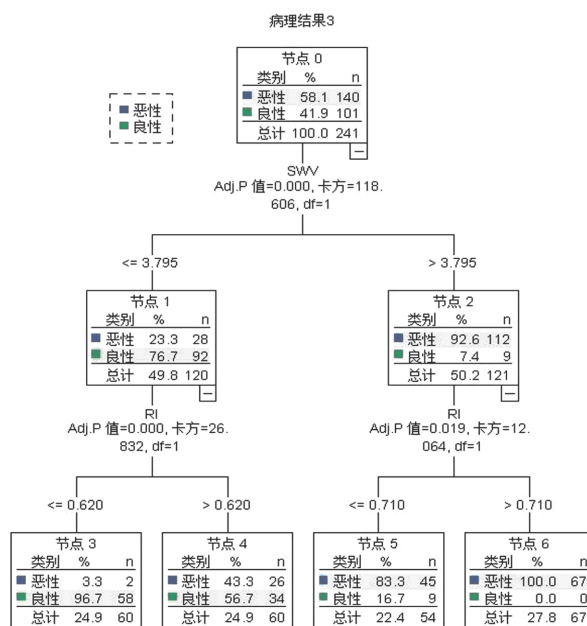 病理结果3
恶性
良性
节点 0
类别 % n
恶性 58.1 140
良性 41.9 101
总计 100.0 241
SWV
Adj.P 值=0.000, 卡方=118.
606, df=1
<= 3.795
> 3.795
节点 1
类别 % n
恶性 23.3 28
良性 76.7 92
总计 49.8 120
节点 2
类别 % n
恶性 92.6 112
良性 7.4 9
总计 50.2 121
RI
Adj.P 值=0.000, 卡方=26.
832, df=1
RI
Adj.P 值=0.019, 卡方=12.
064, df=1
<= 0.620
> 0.620
<= 0.710
> 0.710
节点 3
类别 % n
恶性 3.3 2
良性 96.7 58
总计 24.9 60
节点 4
类别 % n
恶性 43.3 26
良性 56.7 34
总计 24.9 60
节点 5
类别 % n
恶性 83.3 45
良性 16.7 9
总计 22.4 54
节点 6
类别 % n
恶性 100.0 67
良性 0.0 0
总计 27.8 67